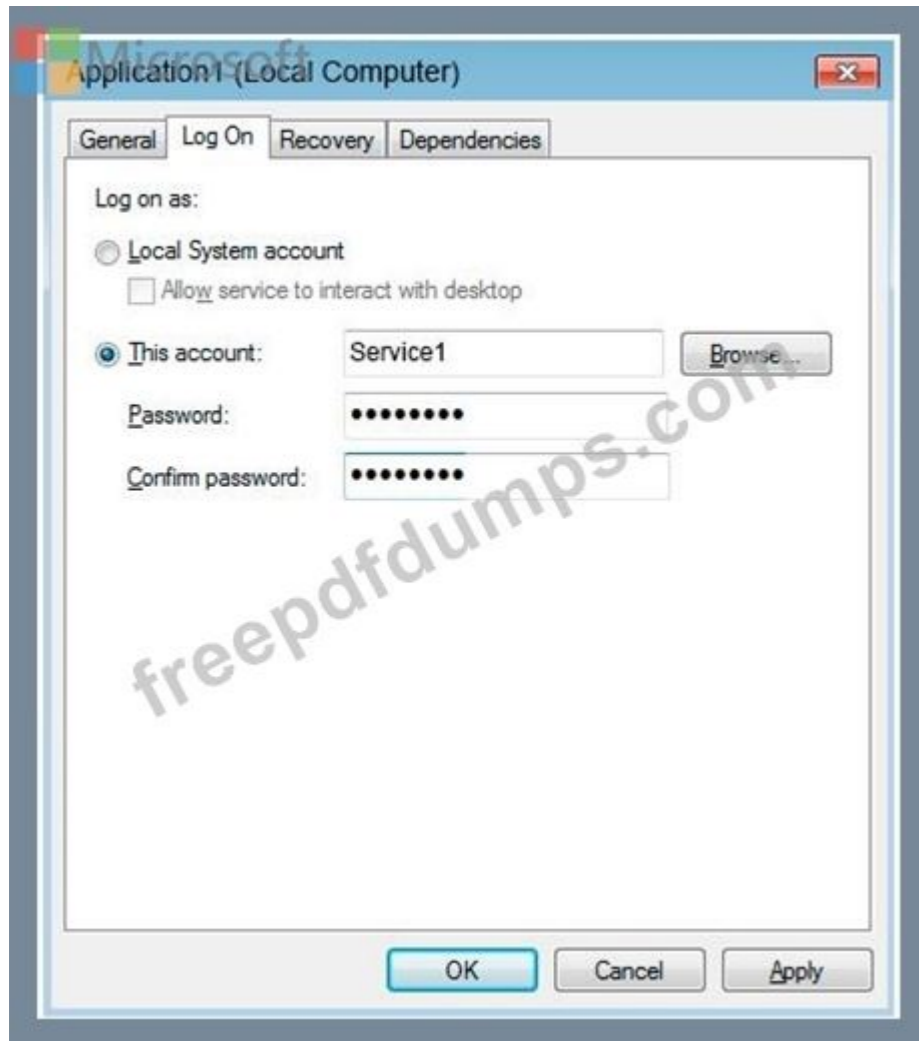 Microsoft
Application1 (Local Computer)
General Log On Recovery Dependencies
Log on as:
Local System account
Allow service to interact with desktop
This account: Service1 Browse...
Password: ••••••••
Confirm password: ••••••••
freepdfdumps.com
OK Cancel Apply